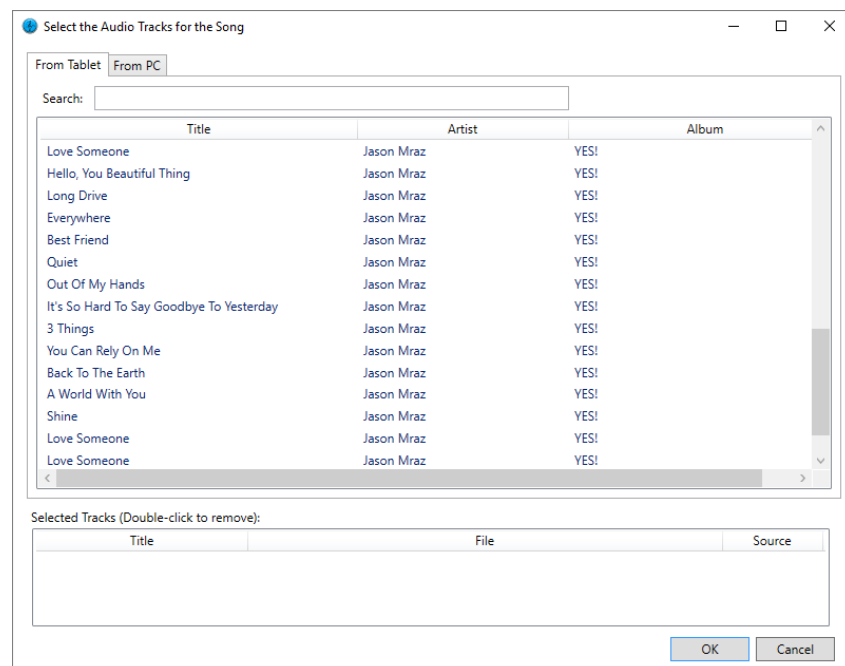 Select the Audio Tracks for the Song
From Tablet From PC
Search:
Title Artist Album
Love Someone Jason Mraz YES!
Hello, You Beautiful Thing Jason Mraz YES!
Long Drive Jason Mraz YES!
Everywhere Jason Mraz YES!
Best Friend Jason Mraz YES!
Quiet Jason Mraz YES!
Out Of My Hands Jason Mraz YES!
It's So Hard To Say Goodbye To Yesterday Jason Mraz YES!
3 Things Jason Mraz YES!
You Can Rely On Me Jason Mraz YES!
Back To The Earth Jason Mraz YES!
A World With You Jason Mraz YES!
Shine Jason Mraz YES!
Love Someone Jason Mraz YES!
Love Someone Jason Mraz YES!
Selected Tracks (Double-click to remove):
Title File Source
OK Cancel